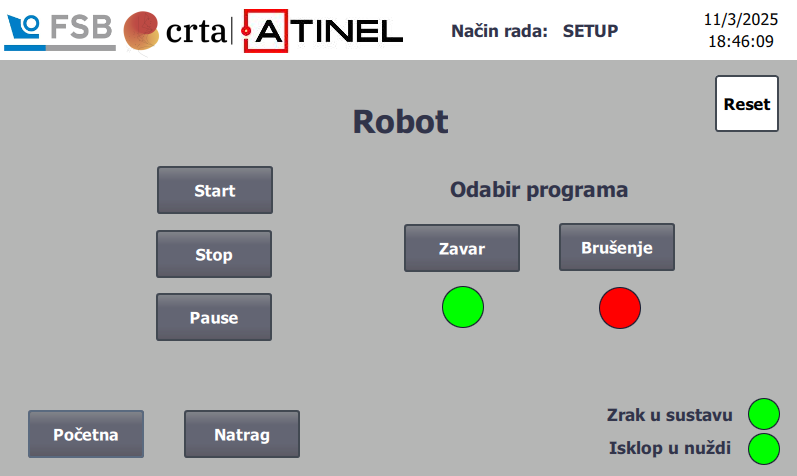 FSB crta ATINEL Način rada: SETUP 11/3/2025
18:46:09
Reset
Robot
Start
Odabir programa
Stop
Zavar
Brušenje
Pause
Zrak u sustavu
Početna
Natrag
Isklop u nuždi